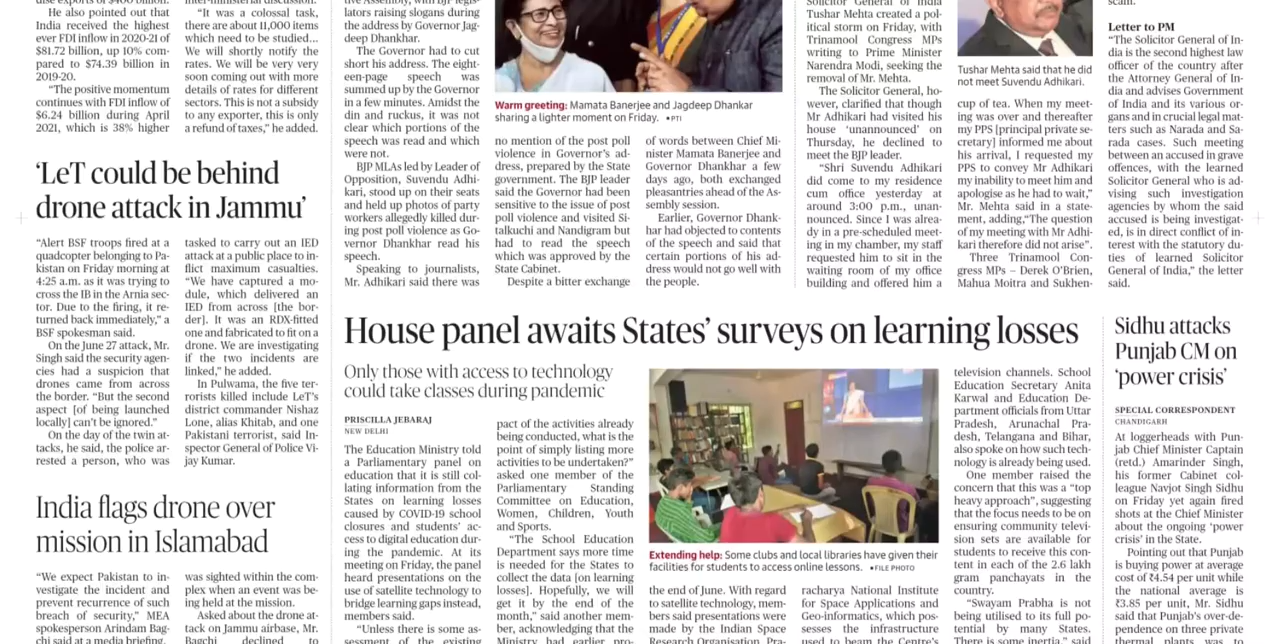 He also pointed out that
India received the highest
ever FDI inflow in 2020-21 of
$81.72 billion, up 10% com-
pared to $74.39 billion in
2019-20.
“The positive momentum
continues with FDI inflow of
$6.24 billion during April
2021, which is 38% higher
“It was a colossal task,
there are about 11,000 items
which need to be studied...
We will shortly notify the
rates. We will be very very
soon coming out with more
details of rates for different
sectors. This is not a subsidy
to any exporter, this is only
a refund of taxes,” he added.
‘LeT could be behind
drone attack in Jammu’
“Alert BSF troops fired at a
quadcopter belonging to Pa-
kistan on Friday morning at
4:25 a.m. as it was trying to
cross the IB in the Arnia sec-
tor. Due to the firing, it re-
turned back immediately,” a
BSF spokesman said.
On the June 27 attack, Mr.
Singh said the security agen-
cies had a suspicion that
drones came from across
the border. “But the second
aspect [of being launched
locally] can’t be ignored.”
On the day of the twin at-
tacks, he said, the police ar-
rested a person, who was
tasked to carry out an IED
attack at a public place to in-
flict maximum casualties.
“We have captured a mo-
dule, which delivered an
IED from across [the bor-
der]. It was an RDX-fitted
one and fabricated to fit on a
drone. We are investigating
if the two incidents are
linked,” he added.
In Pulwama, the five ter-
rorists killed include LeT’s
district commander Nishaz
Lone, alias Khitab, and one
Pakistani terrorist, said In-
spector General of Police Vi-
jay Kumar.
India flags drone over
mission in Islamabad
“We expect Pakistan to in-
vestigate the incident and
prevent recurrence of such
breach of security,” MEA
spokesperson Arindam Bag-
chi said at a media briefing.
was sighted within the com-
plex when an event was be-
ing held at the mission.
Asked about the drone at-
tack on Jammu airbase, Mr.
Bagchi declined to
tive Assembly, with BJP legis-
lators raising slogans during
the address by Governor Jag-
deep Dhankhar.
The Governor had to cut
short his address. The eight-
een-page speech was
summed up by the Governor
in a few minutes. Amidst the
din and ruckus, it was not
clear which portions of the
speech was read and which
were not.
BJP MLAs led by Leader of
Opposition, Suvendu Adhi-
kari, stood up on their seats
and held up photos of party
workers allegedly killed dur-
ing post poll violence as Go-
vernor Dhankhar read his
speech.
Speaking to journalists,
Mr. Adhikari said there was
Warm greeting: Mamata Banerjee and Jagdeep Dhankar
sharing a lighter moment on Friday. •PTI
no mention of the post poll
violence in Governor’s ad-
dress, prepared by the State
government. The BJP leader
said the Governor had been
sensitive to the issue of post
poll violence and visited Si-
talkuchi and Nandigram but
had to read the speech
which was approved by the
State Cabinet.
Despite a bitter exchange
of words between Chief Mi-
nister Mamata Banerjee and
Governor Dhankhar a few
days ago, both exchanged
pleasantries ahead of the As-
sembly session.
Earlier, Governor Dhank-
har had objected to contents
of the speech and said that
certain portions of his ad-
dress would not go well with
the people.
Solicitor General of India
Tushar Mehta created a pol-
itical storm on Friday, with
Trinamool Congress MPs
writing to Prime Minister
Narendra Modi, seeking the
removal of Mr. Mehta.
The Solicitor General, ho-
wever, clarified that though
Mr Adhikari had visited his
house ‘unannounced’ on
Thursday, he declined to
meet the BJP leader.
“Shri Suvendu Adhikari
did come to my residence
cum office yesterday at
around 3:00 p.m., unan-
nounced. Since I was alrea-
dy in a pre-scheduled meet-
ing in my chamber, my staff
requested him to sit in the
waiting room of my office
building and offered him a
Tushar Mehta said that he did
not meet Suvendu Adhikari.
cup of tea. When my meet-
ing was over and thereafter
my PPS [principal private se-
cretary] informed me about
his arrival, I requested my
PPS to convey Mr Adhikari
my inability to meet him and
apologise as he had to wait,”
Mr. Mehta said in a state-
ment, adding,“The question
of my meeting with Mr Adhi-
kari therefore did not arise”.
Three Trinamool Con-
gress MPs – Derek O’Brien,
Mahua Moitra and Sukhen-
scam.
Letter to PM
“The Solicitor General of In-
dia is the second highest law
officer of the country after
the Attorney General of In-
dia and advises Government
of India and its various or-
gans and in crucial legal mat-
ters such as Narada and Sa-
rada cases. Such meeting
between an accused in grave
offences, with the learned
Solicitor General who is ad-
vising such investigation
agencies by whom the said
accused is being investigat-
ed, is in direct conflict of in-
terest with the statutory du-
ties of learned Solicitor
General of India,” the letter
said.
House panel awaits States’ surveys on learning losses
Only those with access to technology
could take classes during pandemic
PRISCILLA JEBARAJ
NEW DELHI
The Education Ministry told
a Parliamentary panel on
education that it is still col-
lating information from the
States on learning losses
caused by COVID-19 school
closures and students’ ac-
cess to digital education dur-
ing the pandemic. At its
meeting on Friday, the panel
heard presentations on the
use of satellite technology to
bridge learning gaps instead,
members said.
“Unless there is some as-
sessment of the existing
pact of the activities already
being conducted, what is the
point of simply listing more
activities to be undertaken?”
asked one member of the
Parliamentary Standing
Committee on Education,
Women, Children, Youth
and Sports.
“The School Education
Department says more time
is needed for the States to
collect the data [on learning
losses]. Hopefully, we will
get it by the end of the
month,” said another mem-
ber, acknowledging that the
Ministry had earlier pro-
Extending help: Some clubs and local libraries have given their
facilities for students to access online lessons. •FILE PHOTO
the end of June. With regard
to satellite technology, mem-
bers said presentations were
made by the Indian Space
Research Organisation, Bha-
racharya National Institute
for Space Applications and
Geo-informatics, which pos-
sesses the infrastructure
used to beam the Centre’s
television channels. School
Education Secretary Anita
Karwal and Education De-
partment officials from Uttar
Pradesh, Arunachal Pra-
desh, Telangana and Bihar,
also spoke on how such tech-
nology is already being used.
One member raised the
concern that this was a “top
heavy approach”, suggesting
that the focus needs to be on
ensuring community televi-
sion sets are available for
students to receive this con-
tent in each of the 2.6 lakh
gram panchayats in the
country.
“Swayam Prabha is not
being utilised to its full po-
tential by many States.
There is some inertia,” said
Sidhu attacks
Punjab CM on
‘power crisis’
SPECIAL CORRESPONDENT
CHANDIGARH
At loggerheads with Pun-
jab Chief Minister Captain
(retd.) Amarinder Singh,
his former Cabinet col-
league Navjot Singh Sidhu
on Friday yet again fired
shots at the Chief Minister
about the ongoing ‘power
crisis’ in the State.
Pointing out that Punjab
is buying power at average
cost of ₹4.54 per unit while
the national average is
₹3.85 per unit, Mr. Sidhu
said that Punjab’s over-de-
pendence on three private
thermal plants was to